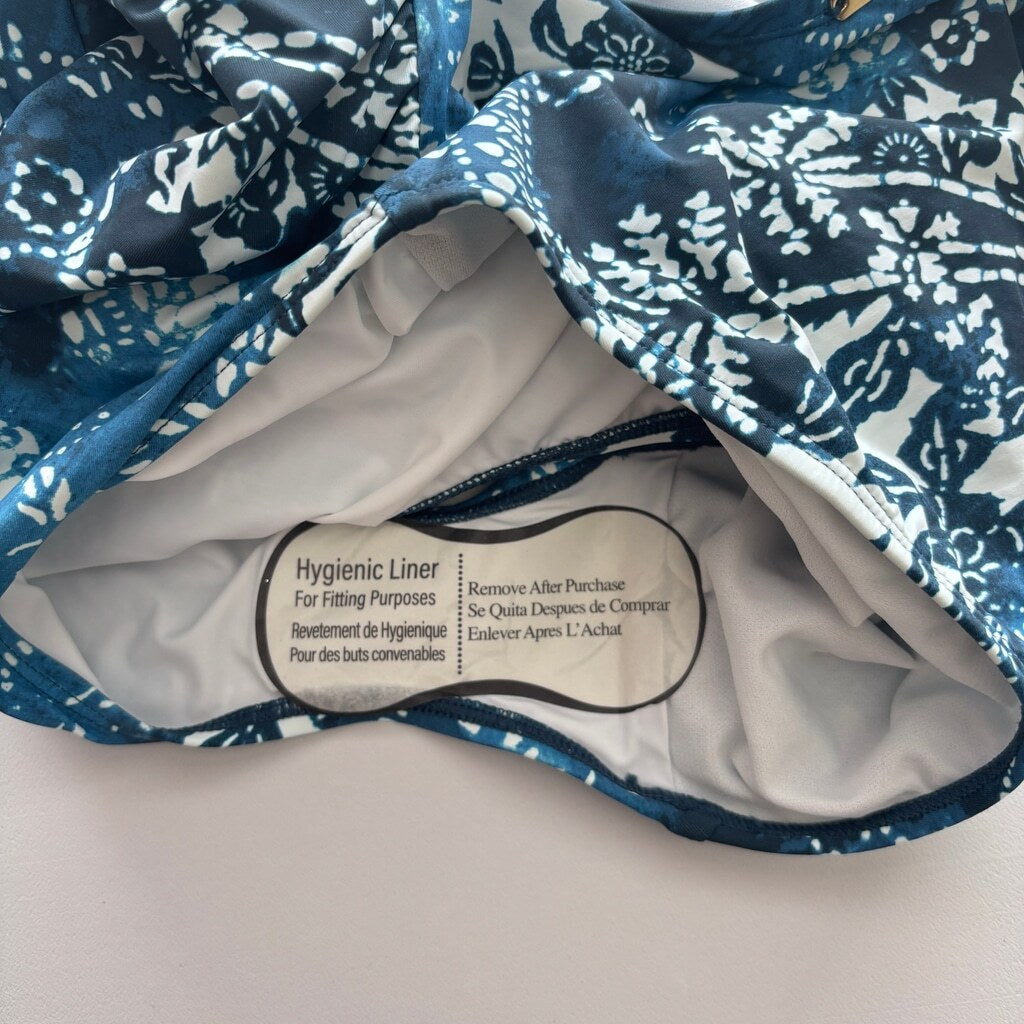 Hygienic Liner
For Fitting Purposes
Revetement de Hygienique
Pour des buts convenables
Remove After Purchase
Se Quita Despues de Comprar
Enlever Apres L'Achat